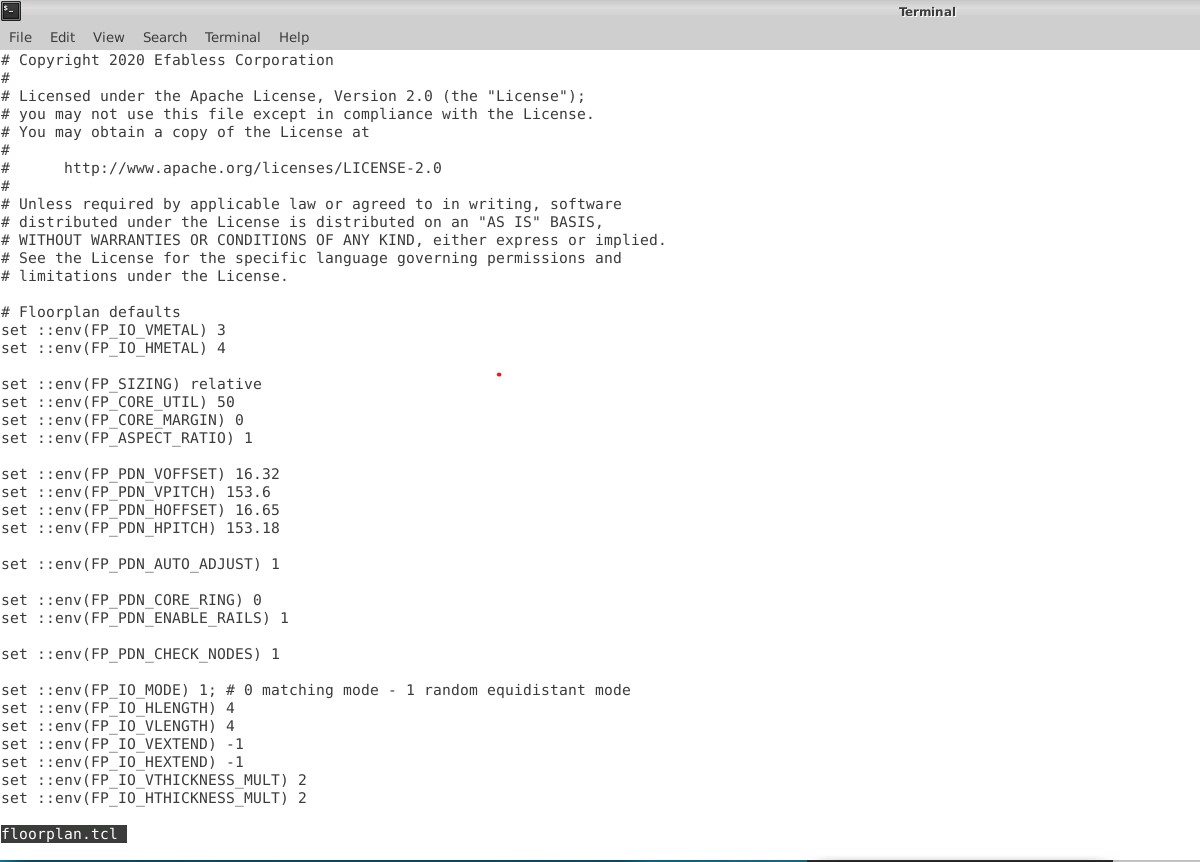 Terminal
File Edit View Search Terminal Help
# Copyright 2020 Efabless Corporation
#
# Licensed under the Apache License, Version 2.0 (the "License");
# you may not use this file except in compliance with the License.
# You may obtain a copy of the License at
#
#      http://www.apache.org/licenses/LICENSE-2.0
#
# Unless required by applicable law or agreed to in writing, software
# distributed under the License is distributed on an "AS IS" BASIS,
# WITHOUT WARRANTIES OR CONDITIONS OF ANY KIND, either express or implied.
# See the License for the specific language governing permissions and
# limitations under the License.

# Floorplan defaults
set ::env(FP_IO_VMETAL) 3
set ::env(FP_IO_HMETAL) 4

set ::env(FP_SIZING) relative
set ::env(FP_CORE_UTIL) 50
set ::env(FP_CORE_MARGIN) 0
set ::env(FP_ASPECT_RATIO) 1

set ::env(FP_PDN_VOFFSET) 16.32
set ::env(FP_PDN_VPITCH) 153.6
set ::env(FP_PDN_HOFFSET) 16.65
set ::env(FP_PDN_HPITCH) 153.18

set ::env(FP_PDN_AUTO_ADJUST) 1

set ::env(FP_PDN_CORE_RING) 0
set ::env(FP_PDN_ENABLE_RAILS) 1

set ::env(FP_PDN_CHECK_NODES) 1

set ::env(FP_IO_MODE) 1; # 0 matching mode - 1 random equidistant mode
set ::env(FP_IO_HLENGTH) 4
set ::env(FP_IO_VLENGTH) 4
set ::env(FP_IO_VEXTEND) -1
set ::env(FP_IO_HEXTEND) -1
set ::env(FP_IO_VTHICKNESS_MULT) 2
set ::env(FP_IO_HTHICKNESS_MULT) 2

floorplan.tcl